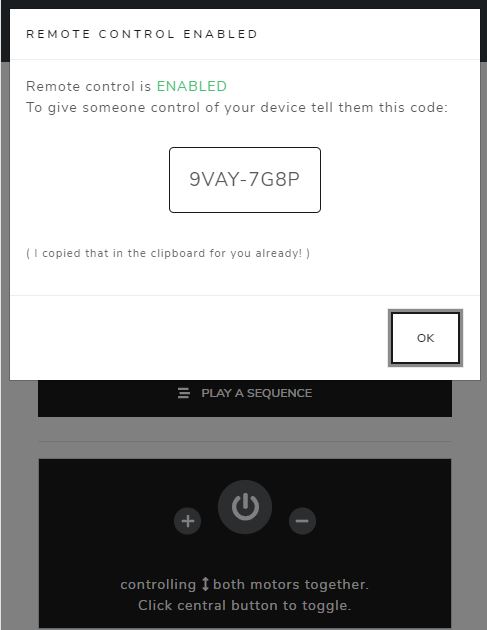 REMOTE CONTROL ENABLED
Remote control is ENABLED
To give someone control of your device tell them this code:
9VAY-7G8P
( I copied that in the clipboard for you already! )
OK
PLAY A SEQUENCE
controlling ↕ both motors together.
Click central button to toggle.